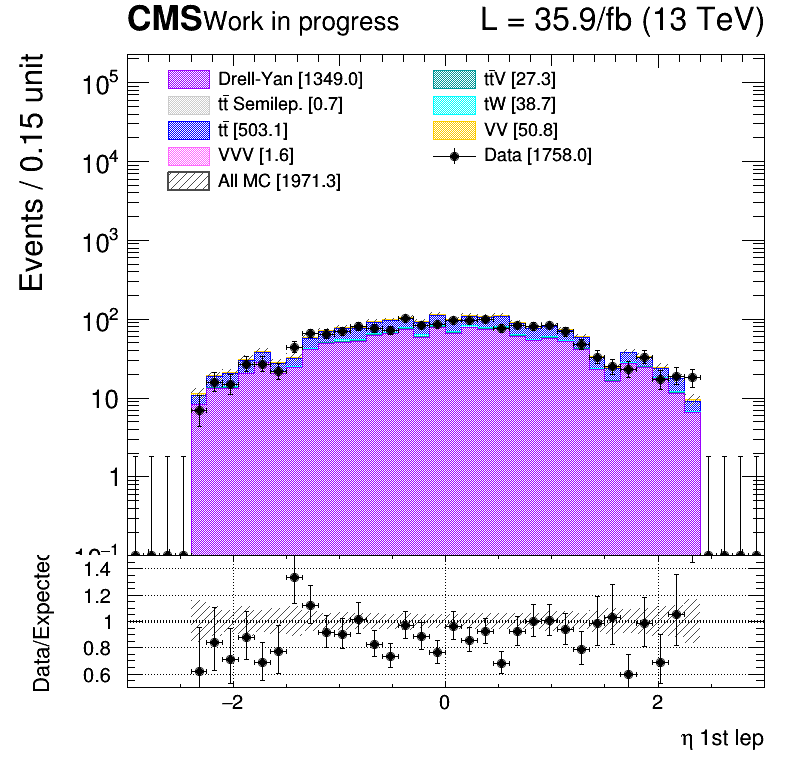 CMS Work in progress L = 35.9/fb (13 TeV)
Events / 0.15 unit
10⁵
10⁴
10³
10²
10
1
10⁻¹
Drell-Yan [1349.0]
tt̄ Semilep. [0.7]
tt̄ [503.1]
VVV [1.6]
All MC [1971.3]
tt̄V [27.3]
tW [38.7]
VV [50.8]
Data [1758.0]
Data/Expected
1.4
1.2
1
0.8
0.6
−2 0 2
η 1st lep